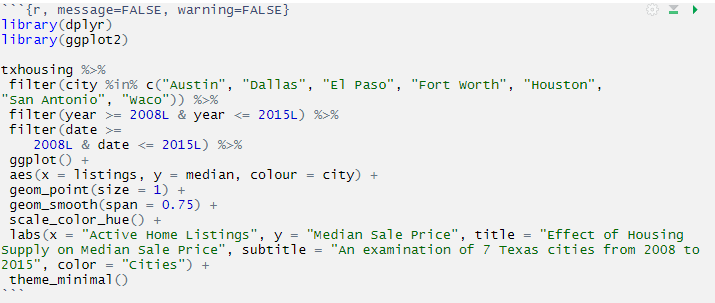 ```{r, message=FALSE, warning=FALSE}
library(dplyr)
library(ggplot2)

txhousing %>%
 filter(city %in% c("Austin", "Dallas", "El Paso", "Fort Worth", "Houston",
"San Antonio", "Waco")) %>%
 filter(year >= 2008L & year <= 2015L) %>%
 filter(date >=
    2008L & date <= 2015L) %>%
 ggplot() +
 aes(x = listings, y = median, colour = city) +
 geom_point(size = 1) +
 geom_smooth(span = 0.75) +
 scale_color_hue() +
 labs(x = "Active Home Listings", y = "Median Sale Price", title = "Effect of Housing
Supply on Median Sale Price", subtitle = "An examination of 7 Texas cities from 2008 to
2015", color = "Cities") +
 theme_minimal()
```